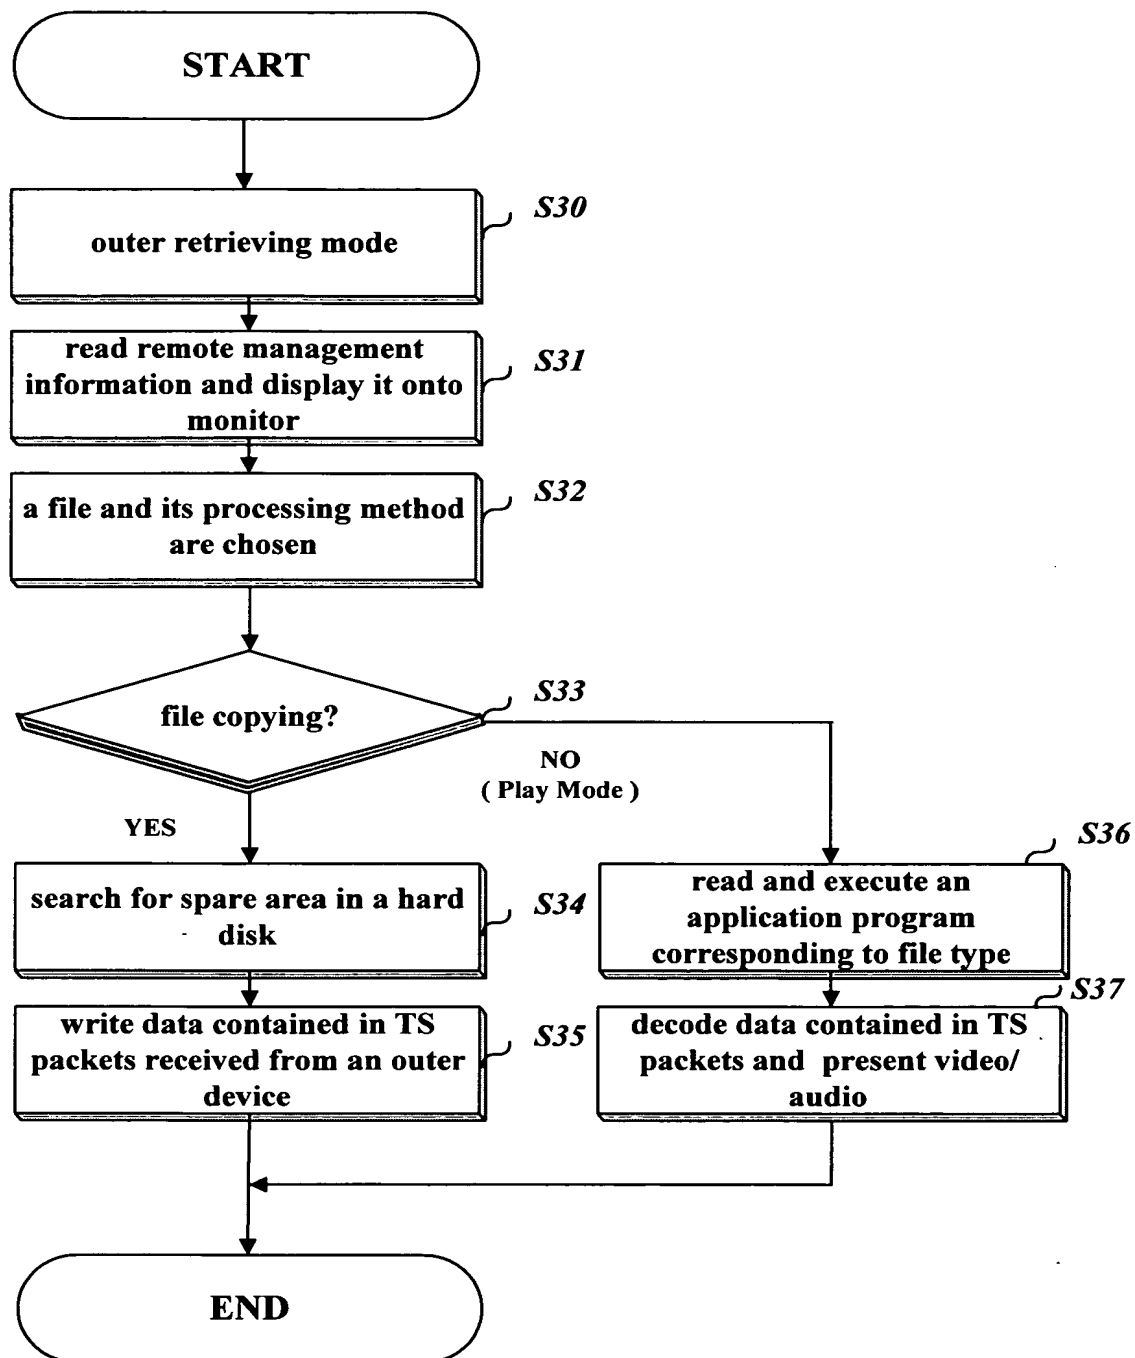 START
S30
outer retrieving mode
S31
read remote management
information and display it onto
monitor
S32
a file and its processing method
are chosen
S33
file copying?
NO
( Play Mode )
YES
S34
search for spare area in a hard
disk
S36
read and execute an
application program
corresponding to file type
S35
write data contained in TS
packets received from an outer
device
S37
decode data contained in TS
packets and present video/
audio
END